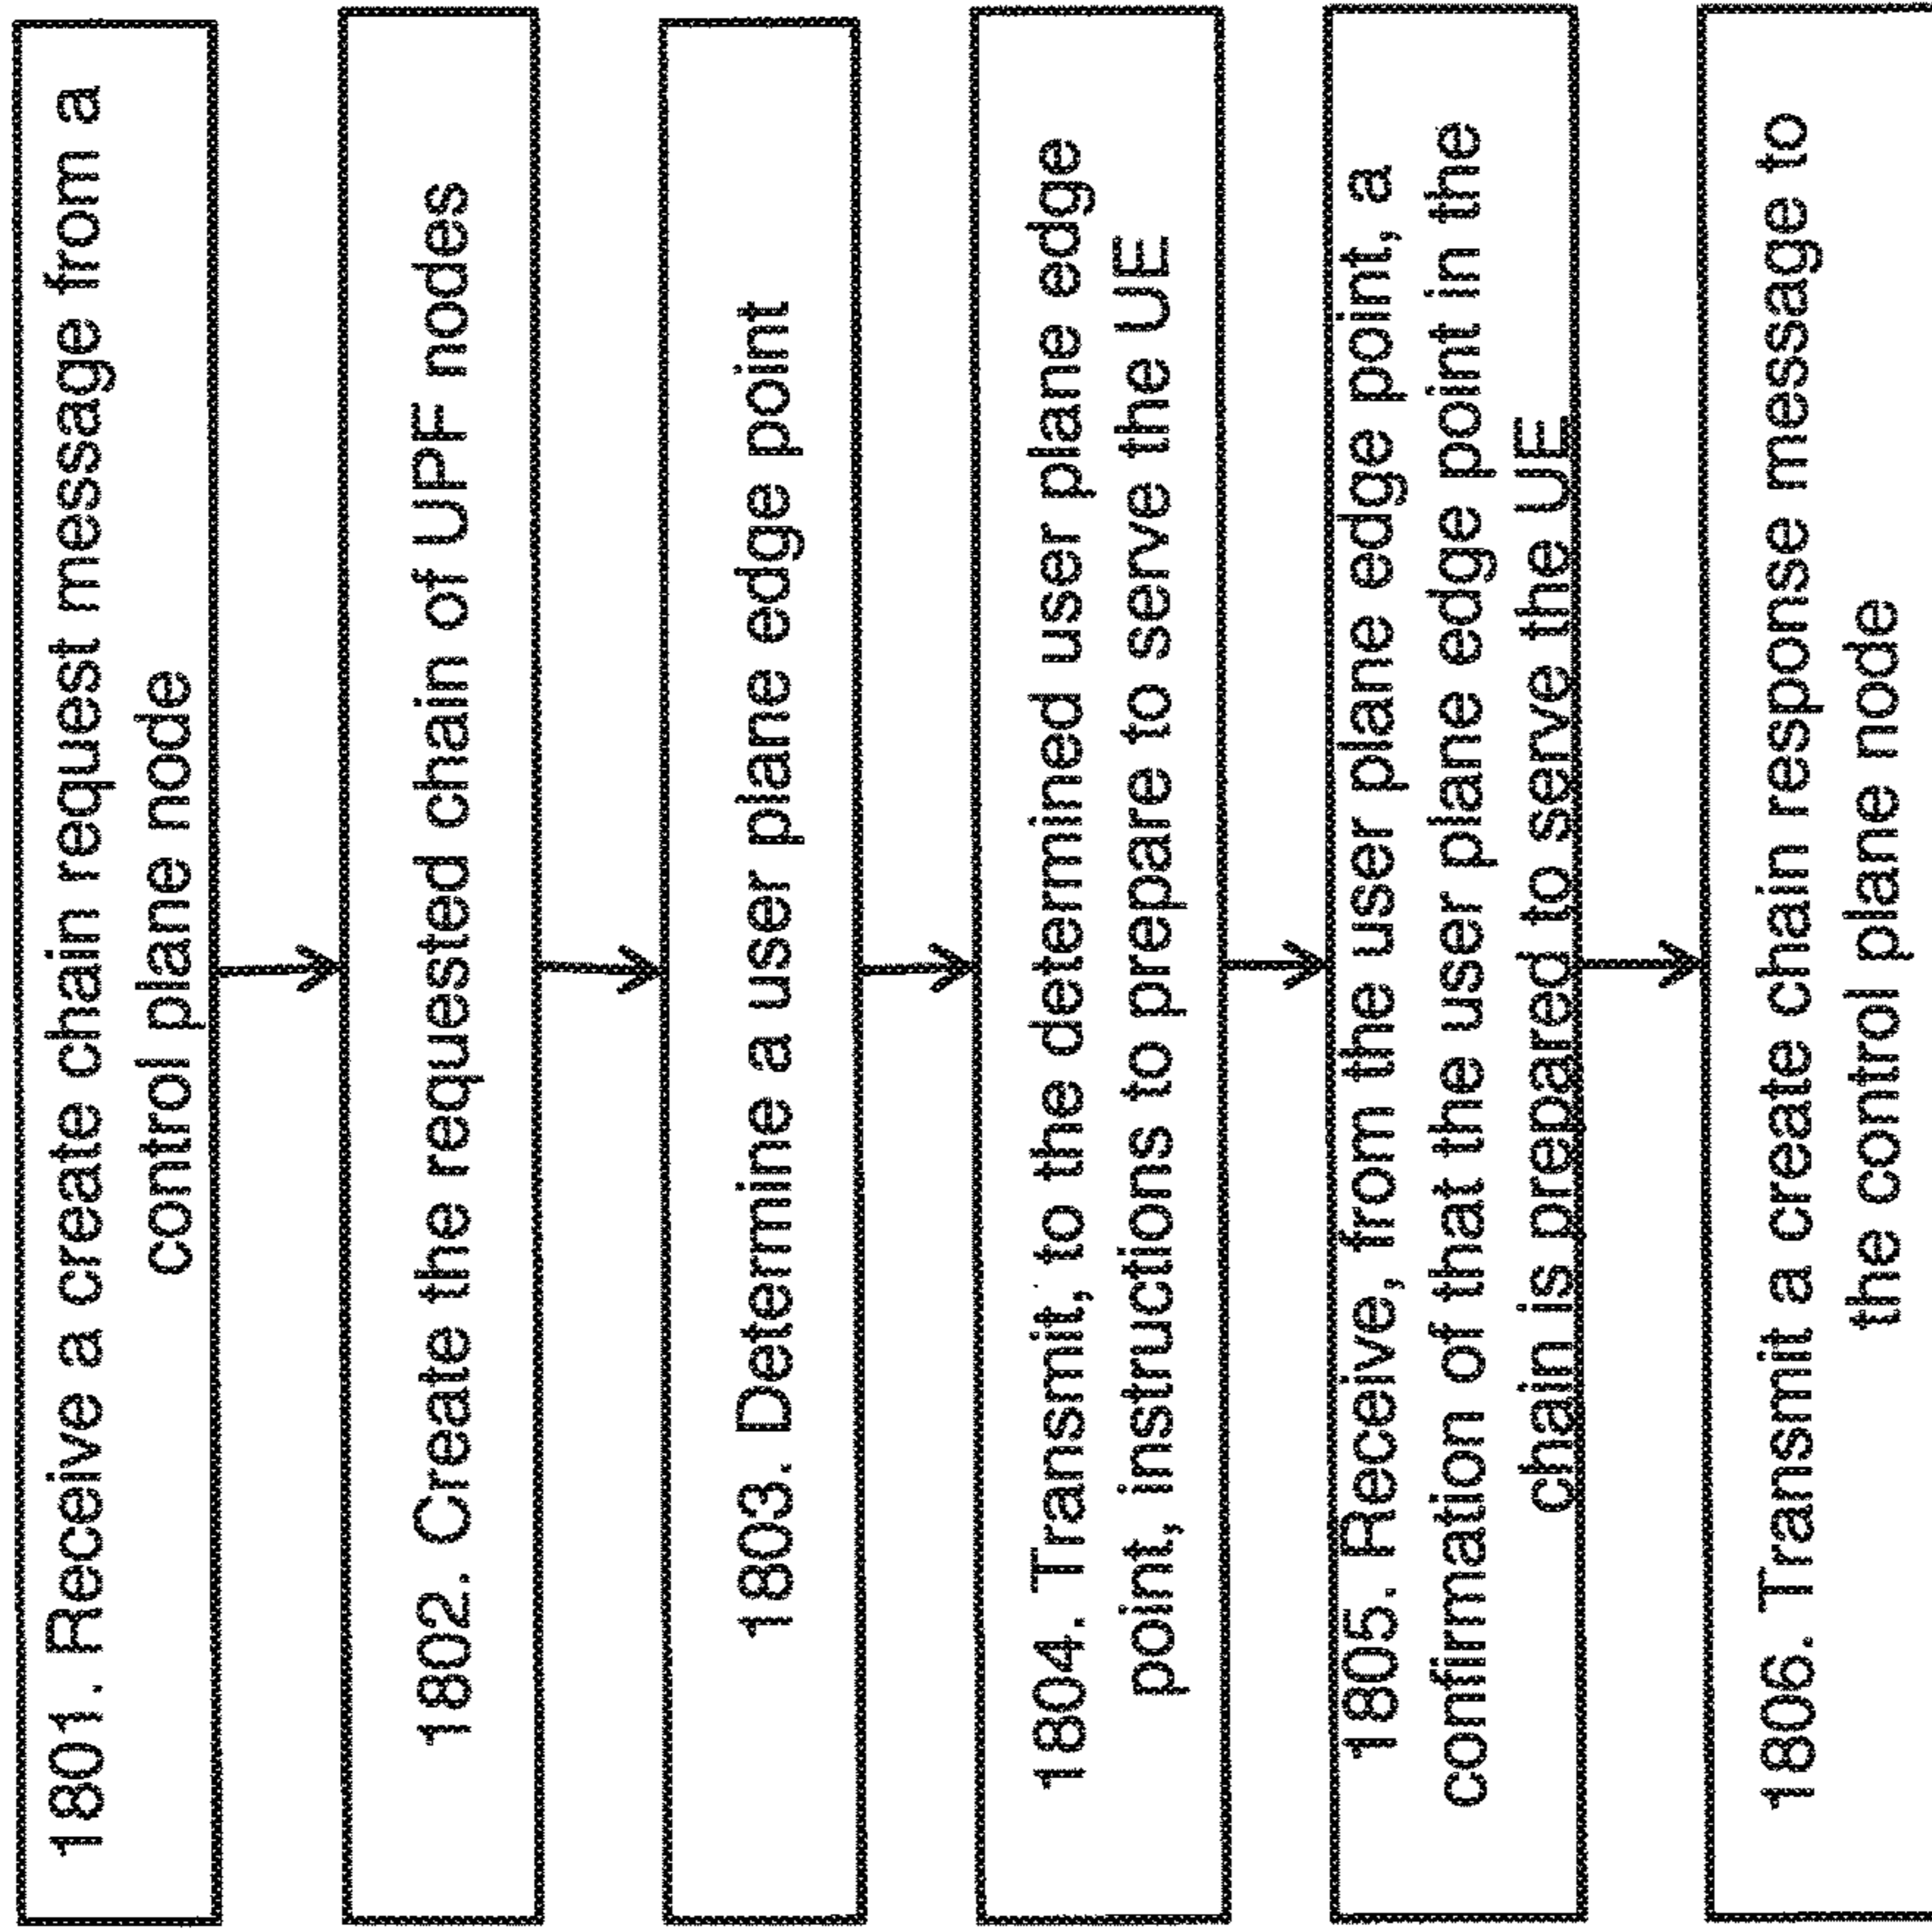 1801. Receive a create chain request message from a
control plane node
1802. Create the requested chain of UPF nodes
1803. Determine a user plane edge point
1804. Transmit, to the determined user plane edge
point, instructions to prepare to serve the UE
1805. Receive, from the user plane edge point, a
confirmation of that the user plane edge point in the
chain is prepared to serve the UE
1806. Transmit a create chain response message to
the control plane node